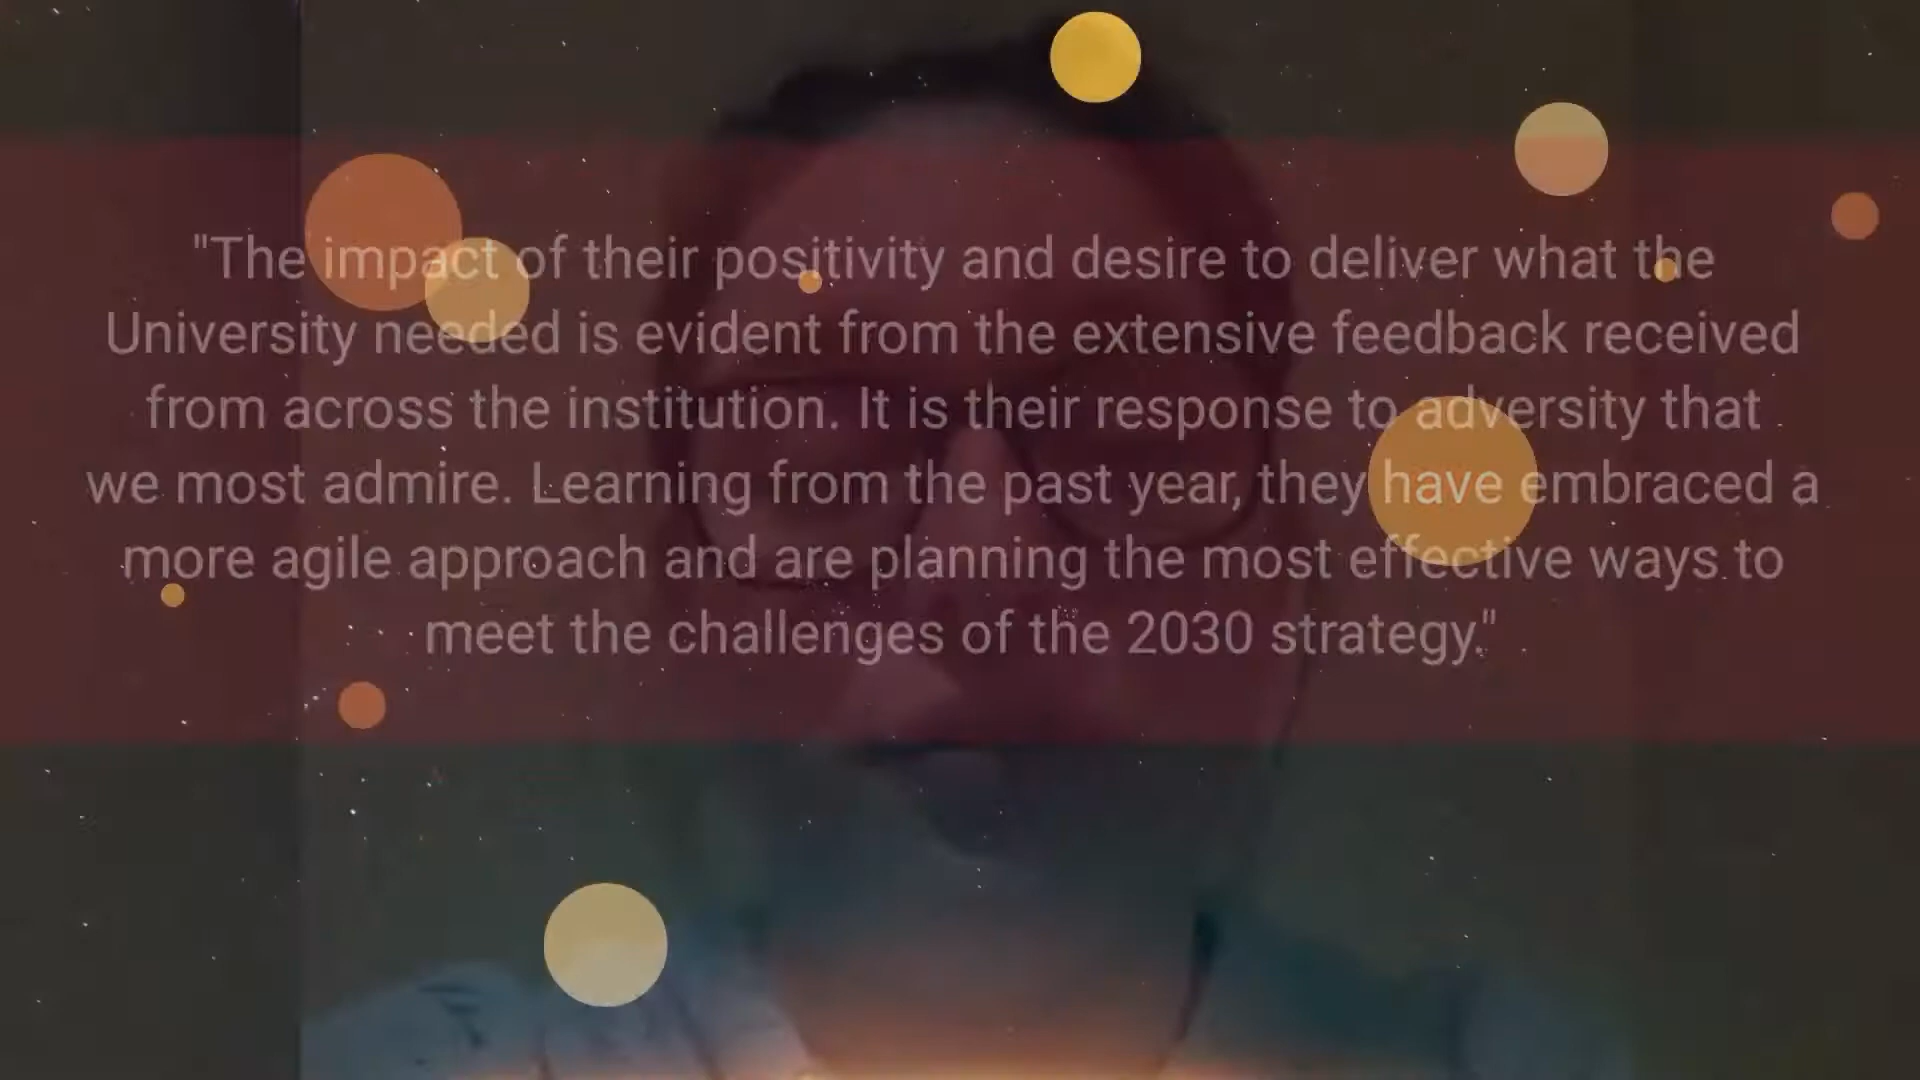 "The impact of their positivity and desire to deliver what the
University needed is evident from the extensive feedback received
from across the institution. It is their response to adversity that
we most admire. Learning from the past year, they have embraced a
more agile approach and are planning the most effective ways to
meet the challenges of the 2030 strategy."